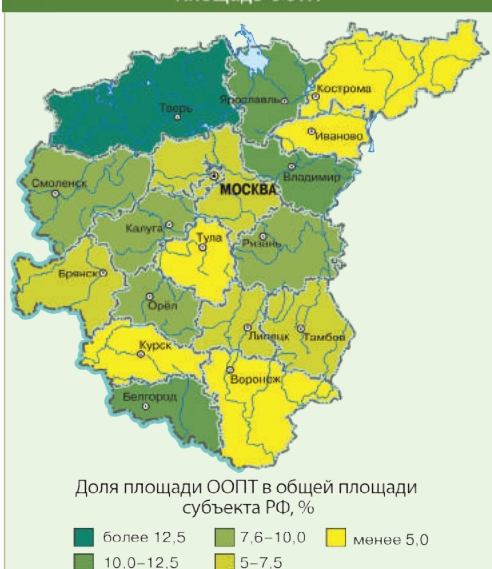 Площадь ООПТ
Кострома
Ярославль
Тверь
Иваново
Владимир
Смоленск
МОСКВА
Калуга
Тула
Рязань
Брянск
Орёл
Липецк
Тамбов
Курск
Воронеж
Белгород
Доля площади ООПТ в общей площади
субъекта РФ, %
более 12,5
7,6–10,0
менее 5,0
10,0–12,5
5–7,5